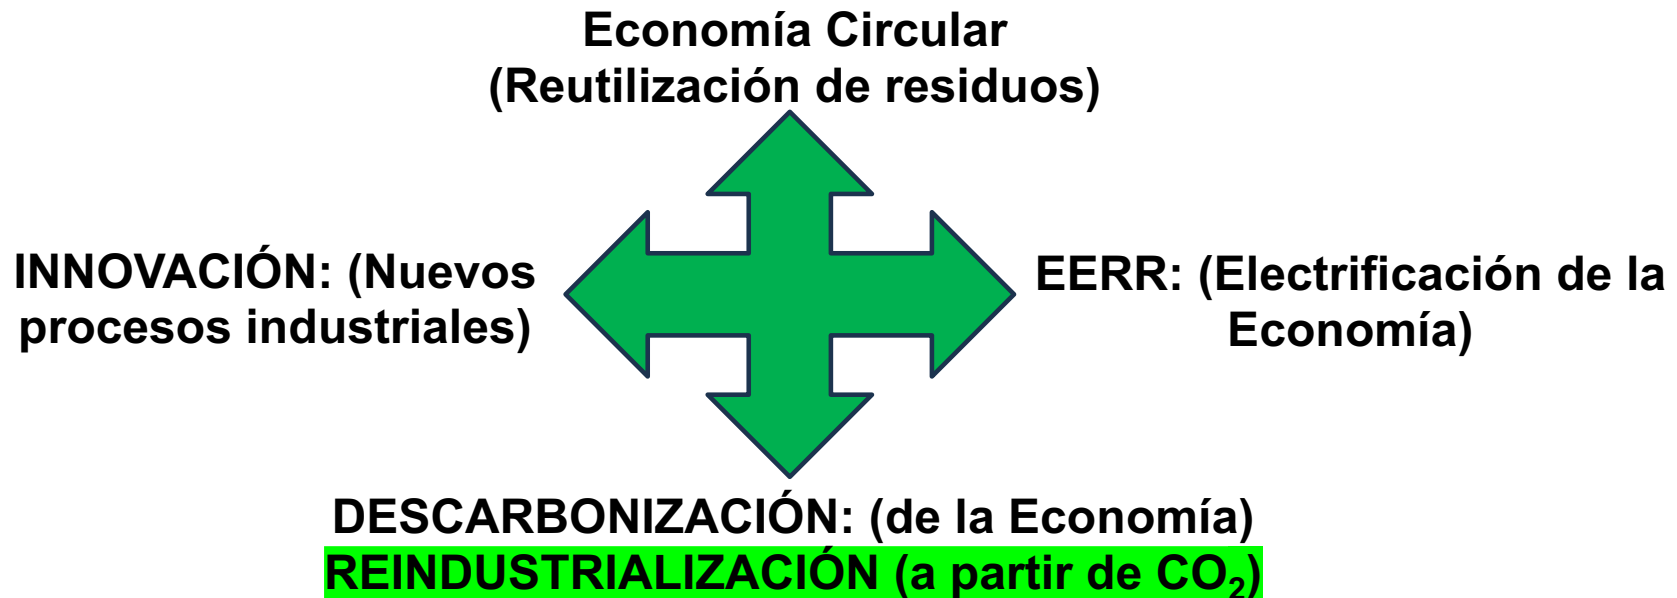 Economía Circular
(Reutilización de residuos)
INNOVACIÓN: (Nuevos
procesos industriales)
EERR: (Electrificación de la
Economía)
DESCARBONIZACIÓN: (de la Economía)
REINDUSTRIALIZACIÓN (a partir de CO₂)